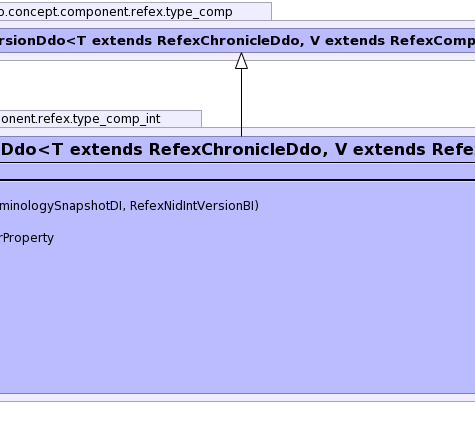 o.concept.component.refex.type_comp
rsionDdo<T extends RefexChronicleDdo, V extends RefexComp
onent.refex.type_comp_int
Ddo<T extends RefexChronicleDdo, V extends Refe
minologySnapshotDI, RefexNidIntVersionBI)
rProperty